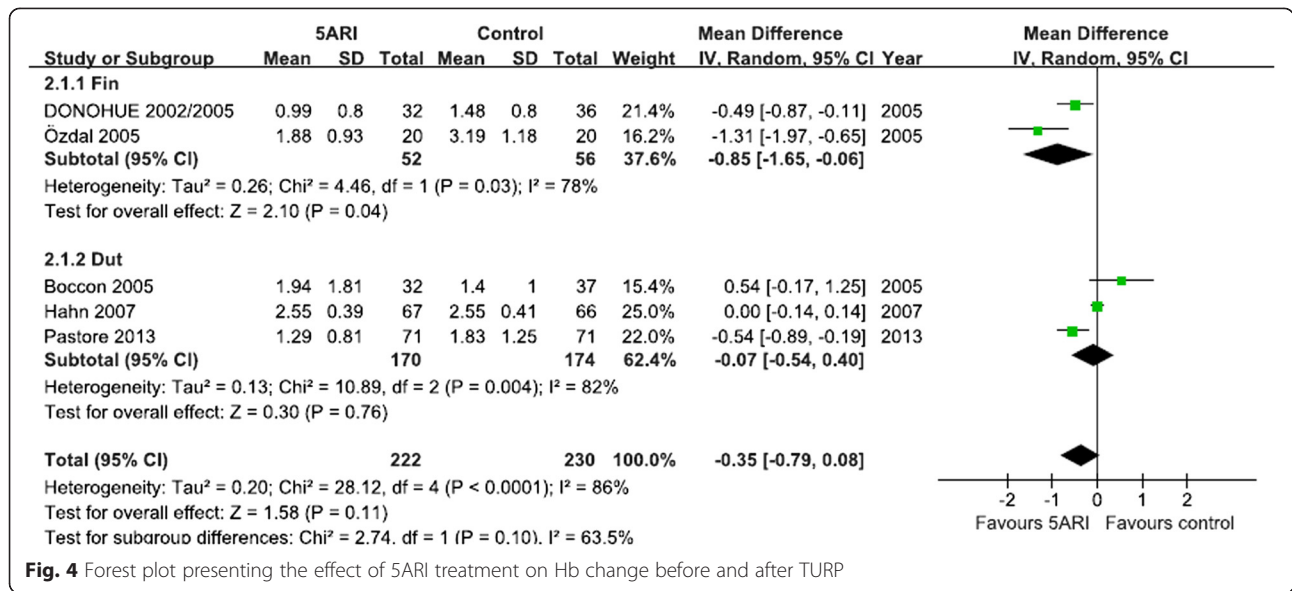 5ARI Control Mean Difference Mean Difference
Study or Subgroup Mean SD Total Mean SD Total Weight IV, Random, 95% CI Year IV, Random, 95% CI
2.1.1 Fin
DONOHUE 2002/2005 0.99 0.8 32 1.48 0.8 36 21.4% -0.49 [-0.87, -0.11] 2005
Özdal 2005 1.88 0.93 20 3.19 1.18 20 16.2% -1.31 [-1.97, -0.65] 2005
Subtotal (95% CI) 52 56 37.6% -0.85 [-1.65, -0.06]
Heterogeneity: Tau² = 0.26; Chi² = 4.46, df = 1 (P = 0.03); I² = 78%
Test for overall effect: Z = 2.10 (P = 0.04)
2.1.2 Dut
Boccon 2005 1.94 1.81 32 1.4 1 37 15.4% 0.54 [-0.17, 1.25] 2005
Hahn 2007 2.55 0.39 67 2.55 0.41 66 25.0% 0.00 [-0.14, 0.14] 2007
Pastore 2013 1.29 0.81 71 1.83 1.25 71 22.0% -0.54 [-0.89, -0.19] 2013
Subtotal (95% CI) 170 174 62.4% -0.07 [-0.54, 0.40]
Heterogeneity: Tau² = 0.13; Chi² = 10.89, df = 2 (P = 0.004); I² = 82%
Test for overall effect: Z = 0.30 (P = 0.76)
Total (95% CI) 222 230 100.0% -0.35 [-0.79, 0.08]
Heterogeneity: Tau² = 0.20; Chi² = 28.12, df = 4 (P < 0.0001); I² = 86%
Test for overall effect: Z = 1.58 (P = 0.11)
Test for subgroup differences: Chi² = 2.74, df = 1 (P = 0.10), I² = 63.5%
-2 -1 0 1 2
Favours 5ARI Favours control
Fig. 4 Forest plot presenting the effect of 5ARI treatment on Hb change before and after TURP